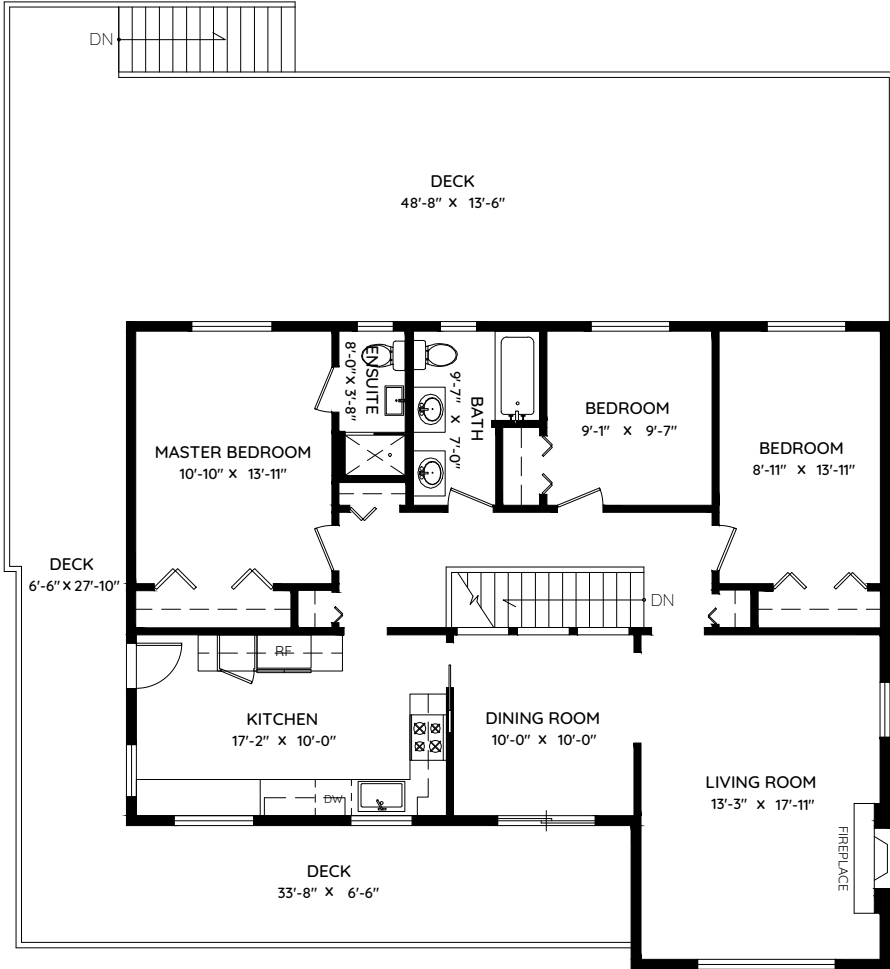 DN
DECK
48'-8" X 13'-6"
ENSUITE
8'-0" X 3'-8"
BATH
9'-7" X 7'-0"
BEDROOM
9'-1" X 9'-7"
MASTER BEDROOM
10'-10" X 13'-11"
BEDROOM
8'-11" X 13'-11"
DECK
6'-6" X 27'-10"
DN
RF
KITCHEN
17'-2" X 10'-0"
DINING ROOM
10'-0" X 10'-0"
LIVING ROOM
13'-3" X 17'-11"
DW
FIREPLACE
DECK
33'-8" X 6'-6"